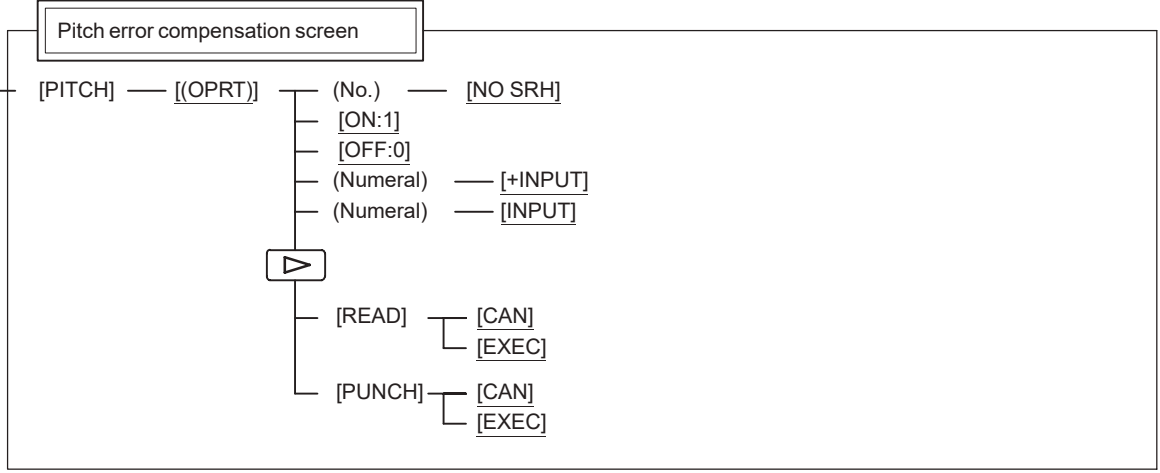 Pitch error compensation screen
[PITCH] [(OPRT)] (No.) [NO SRH]
[ON:1]
[OFF:0]
(Numeral) [+INPUT]
(Numeral) [INPUT]
[READ] [CAN]
[EXEC]
[PUNCH] [CAN]
[EXEC]